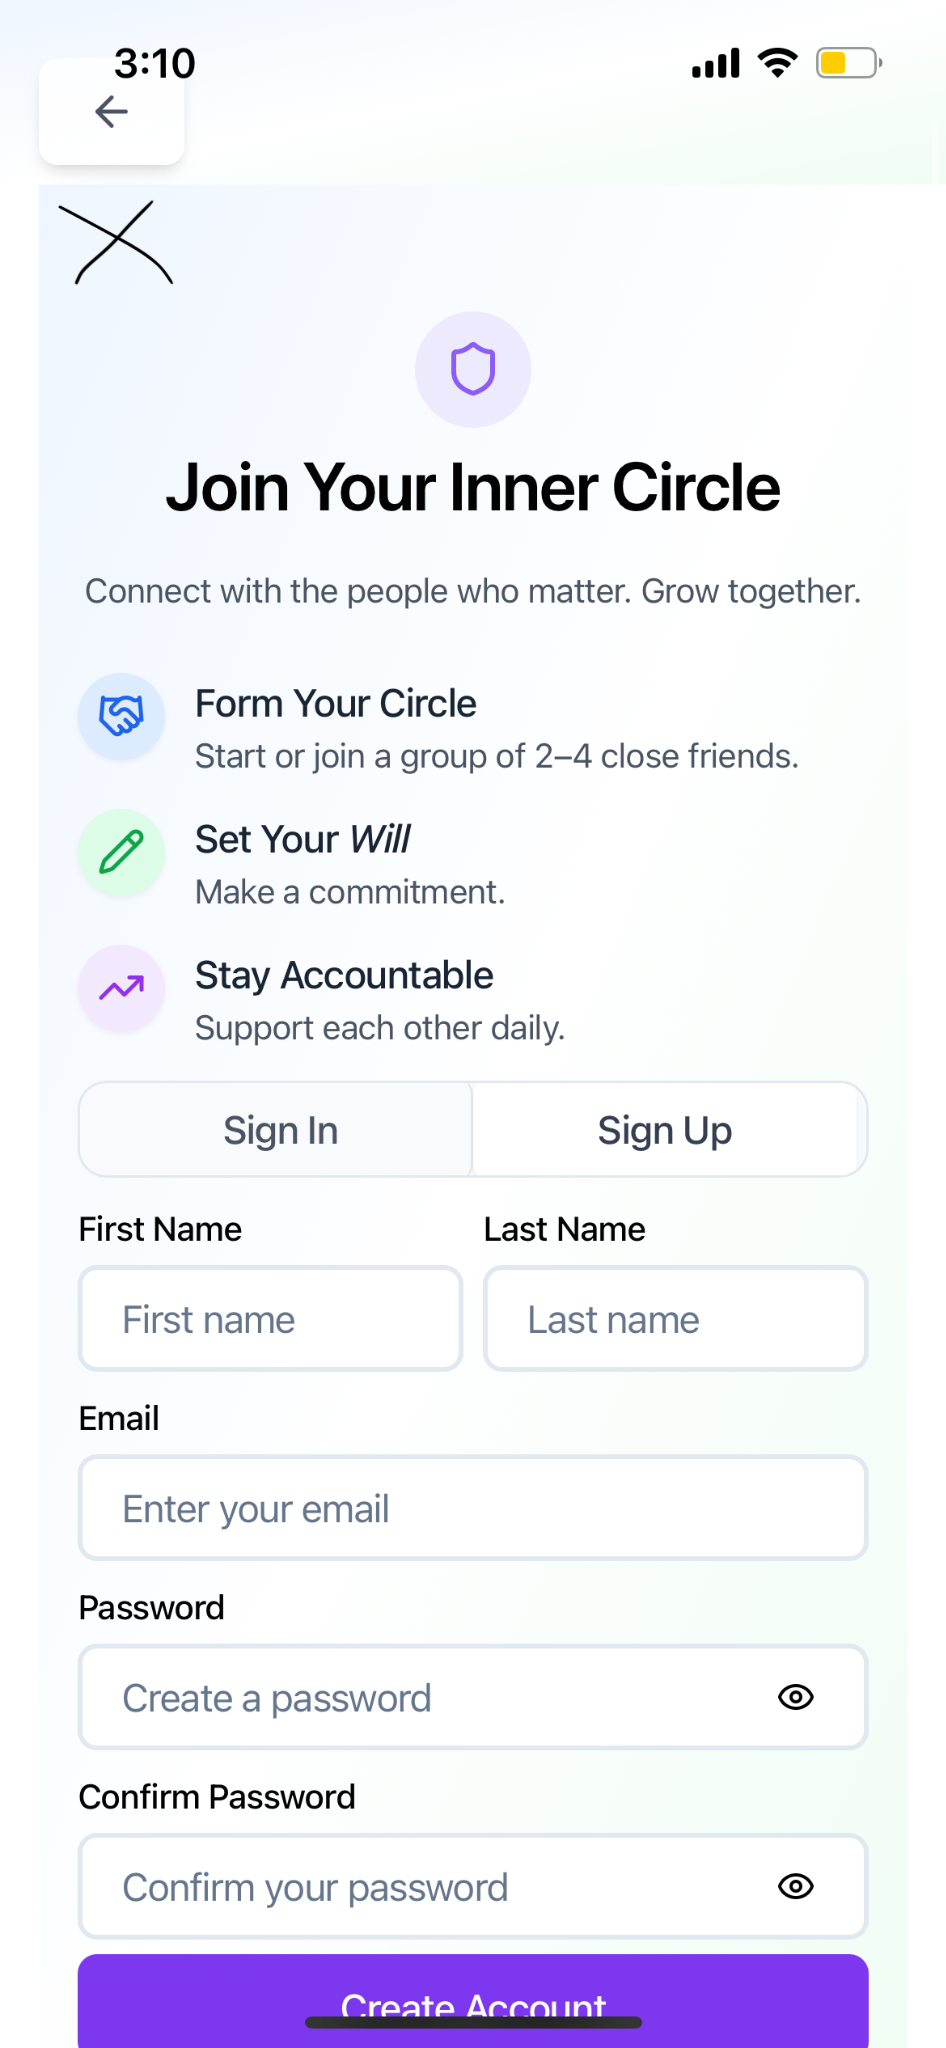 3:10
Join Your Inner Circle
Connect with the people who matter. Grow together.
Form Your Circle
Start or join a group of 2–4 close friends.
Set Your Will
Make a commitment.
Stay Accountable
Support each other daily.
Sign In Sign Up
First Name Last Name
First name Last name
Email
Enter your email
Password
Create a password
Confirm Password
Confirm your password
Create Account